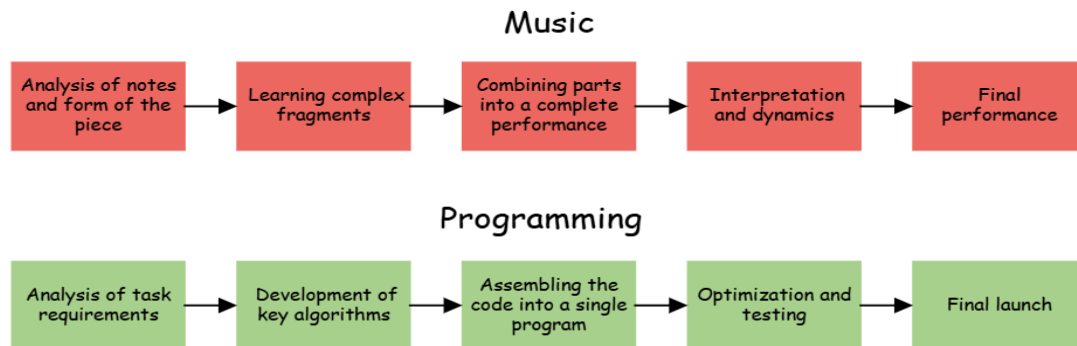 Music
Analysis of notes
and form of the
piece
Learning complex
fragments
Combining parts
into a complete
performance
Interpretation
and dynamics
Final
performance
Programming
Analysis of task
requirements
Development of
key algorithms
Assembling the
code into a single
program
Optimization and
testing
Final launch